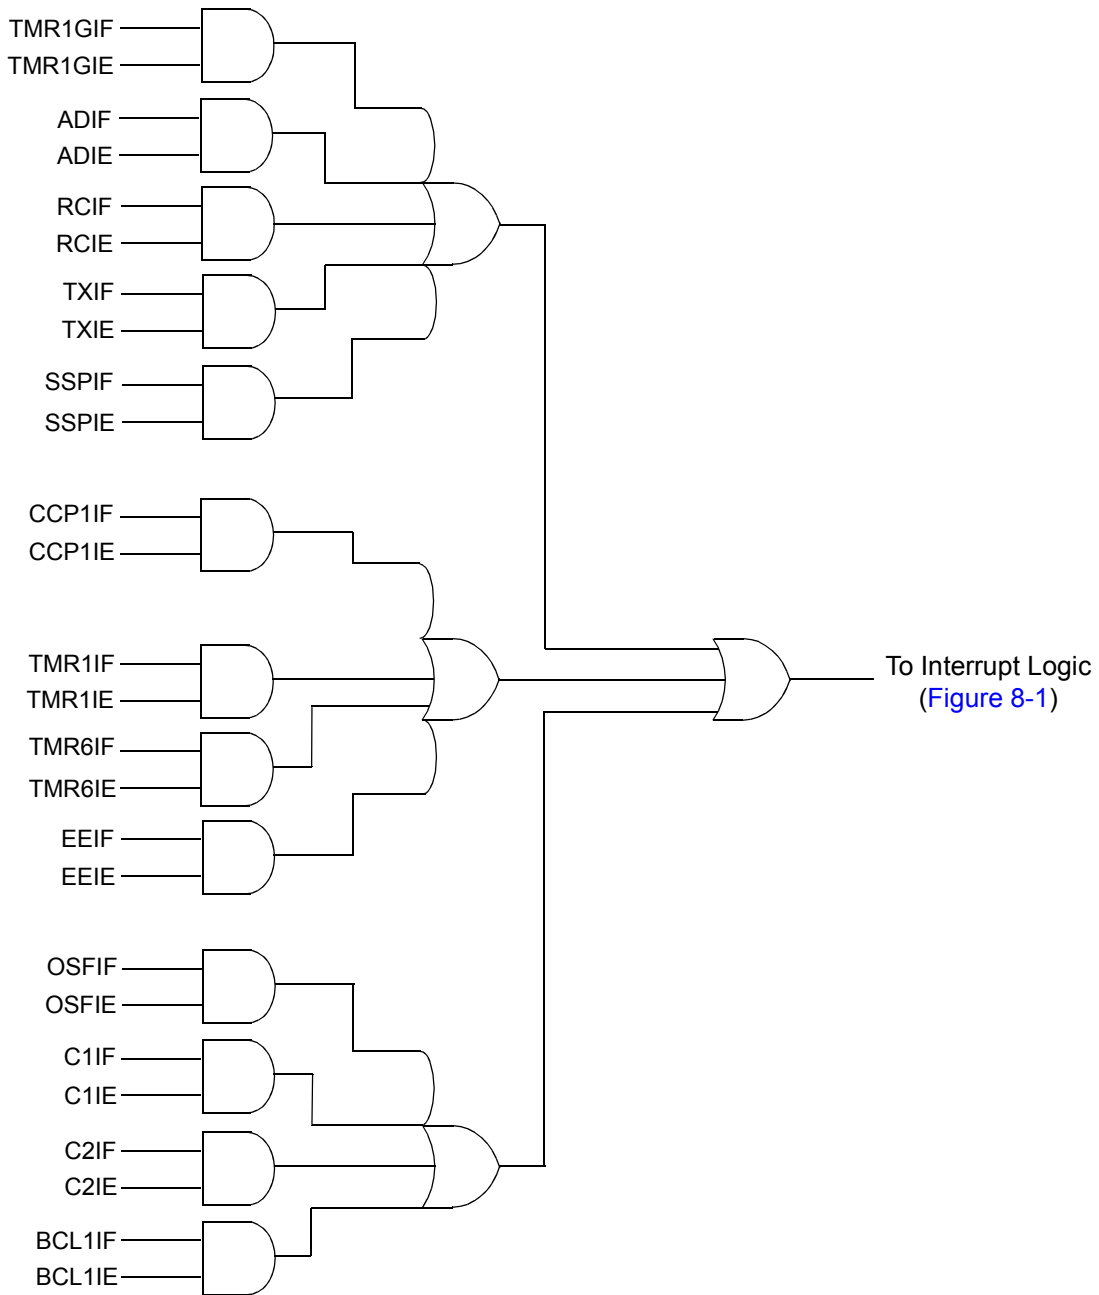 TMR1GIF
TMR1GIE
ADIF
ADIE
RCIF
RCIE
TXIF
TXIE
SSPIF
SSPIE
CCP1IF
CCP1IE
TMR1IF
TMR1IE
TMR6IF
TMR6IE
EEIF
EEIE
OSFIF
OSFIE
C1IF
C1IE
C2IF
C2IE
BCL1IF
BCL1IE
To Interrupt Logic
(Figure 8-1)